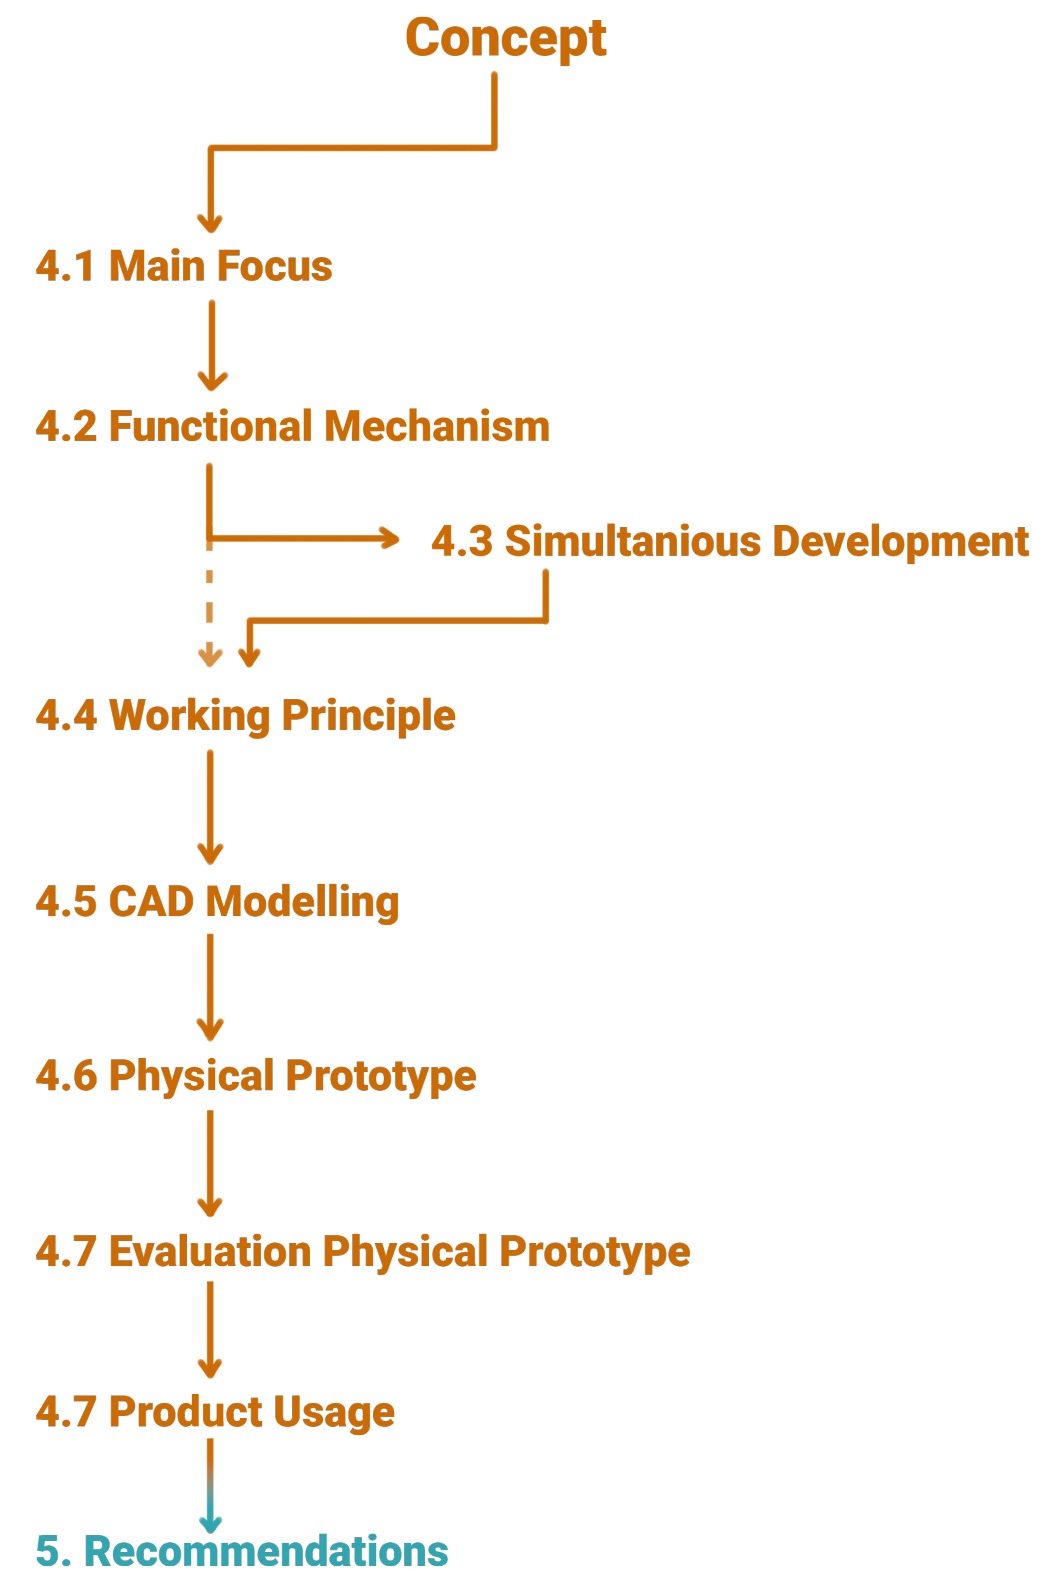 Concept
4.1 Main Focus
4.2 Functional Mechanism
4.3 Simultanious Development
4.4 Working Principle
4.5 CAD Modelling
4.6 Physical Prototype
4.7 Evaluation Physical Prototype
4.7 Product Usage
5. Recommendations